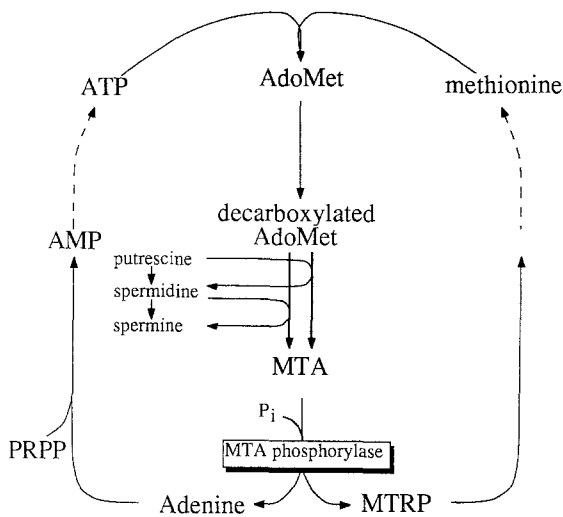 ATP
AdoMet
methionine
decarboxylated
AdoMet
AMP
putrescine
spermidine
spermine
MTA
Pi
PRPP
MTA phosphorylase
Adenine
MTRP